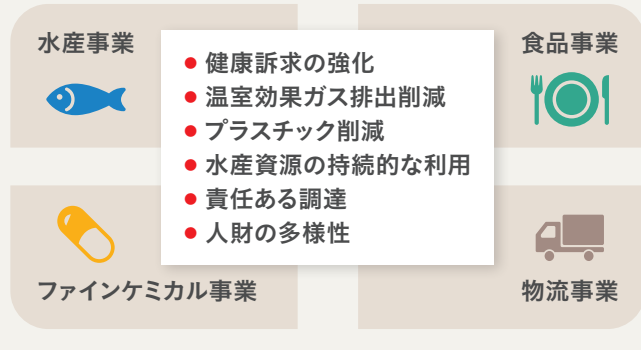 水産事業
食品事業
● 健康訴求の強化
● 温室効果ガス排出削減
● プラスチック削減
● 水産資源の持続的な利用
● 責任ある調達
● 人財の多様性
ファインケミカル事業
物流事業